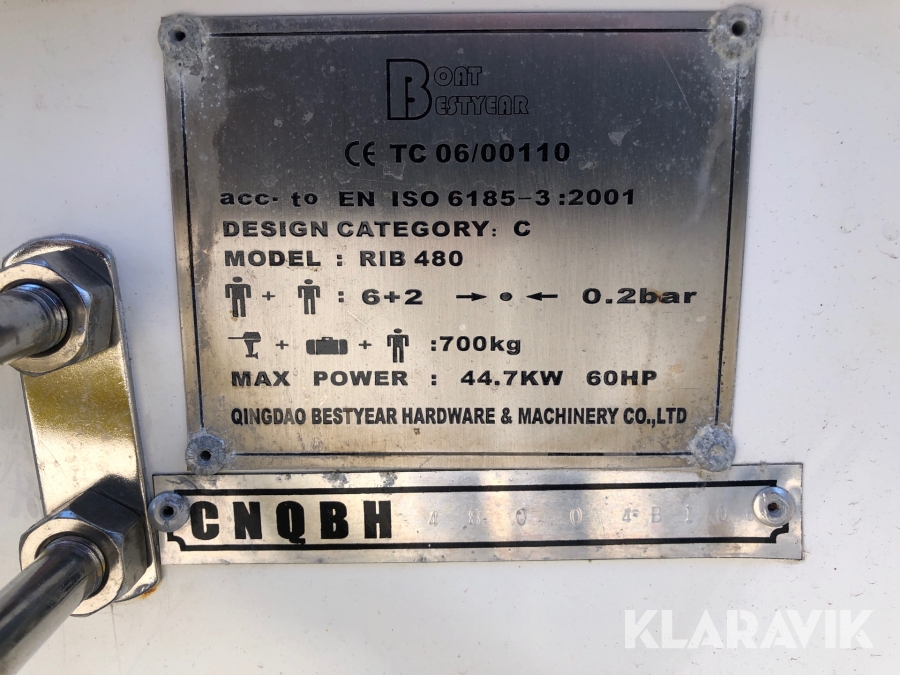 BOAT
BESTYEAR
CE TC 06/00110
acc. to EN ISO 6185-3:2001
DESIGN CATEGORY: C
MODEL : RIB 480
+ : 6+2 → ← 0.2bar
+ + :700kg
MAX POWER : 44.7KW 60HP
QINGDAO BESTYEAR HARDWARE & MACHINERY CO.,LTD
CNQBH
KLARAVIK